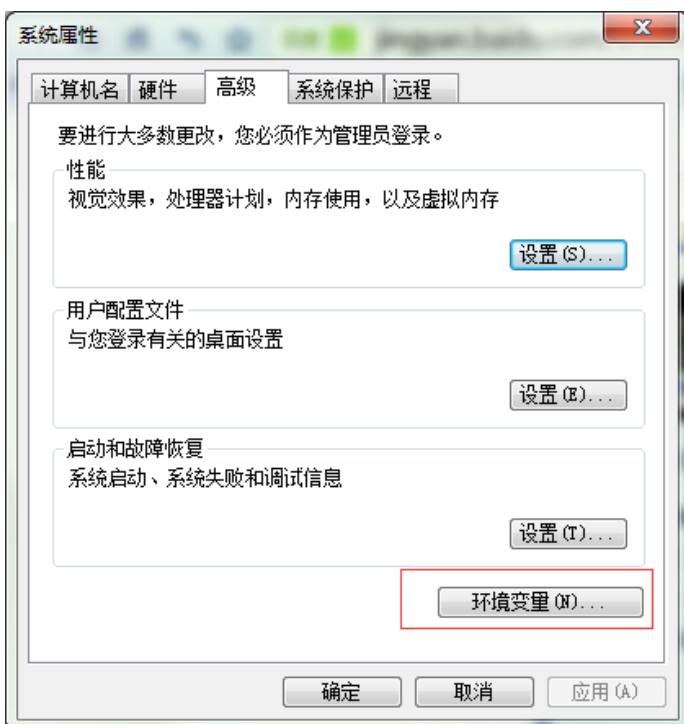 系统属性
jingyan.baidu.com
计算机名 硬件 高级 系统保护 远程
要进行大多数更改，您必须作为管理员登录。
性能
视觉效果，处理器计划，内存使用，以及虚拟内存
设置(S)...
用户配置文件
与您登录有关的桌面设置
设置(E)...
启动和故障恢复
系统启动、系统失败和调试信息
设置(T)...
环境变量(N)...
确定 取消 应用(A)